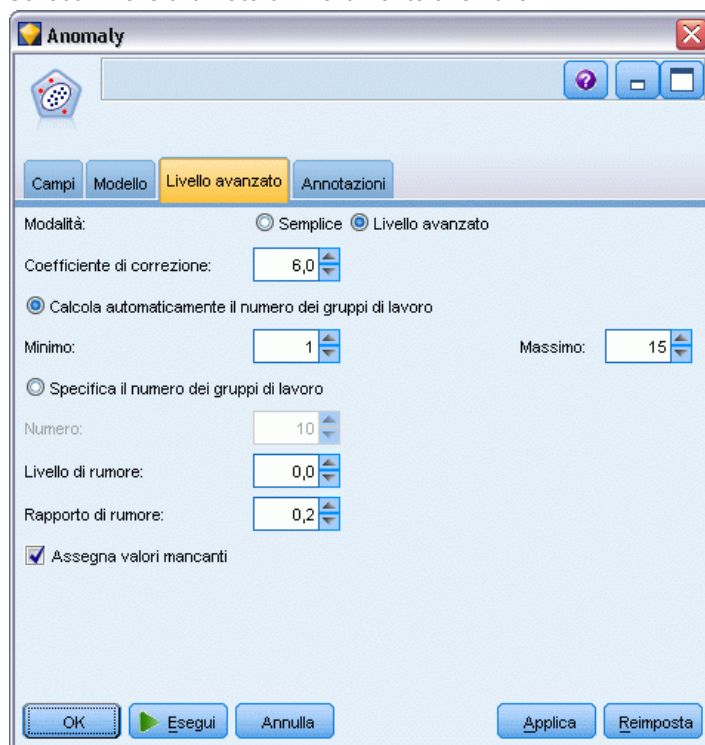 Anomaly
Campi Modello Livello avanzato Annotazioni
Modalità: Semplice Livello avanzato
Coefficiente di correzione: 6,0
Calcola automaticamente il numero dei gruppi di lavoro
Minimo: 1 Massimo: 15
Specifica il numero dei gruppi di lavoro
Numero: 10
Livello di rumore: 0,0
Rapporto di rumore: 0,2
Assegna valori mancanti
OK Esegui Annulla Applica Reimposta